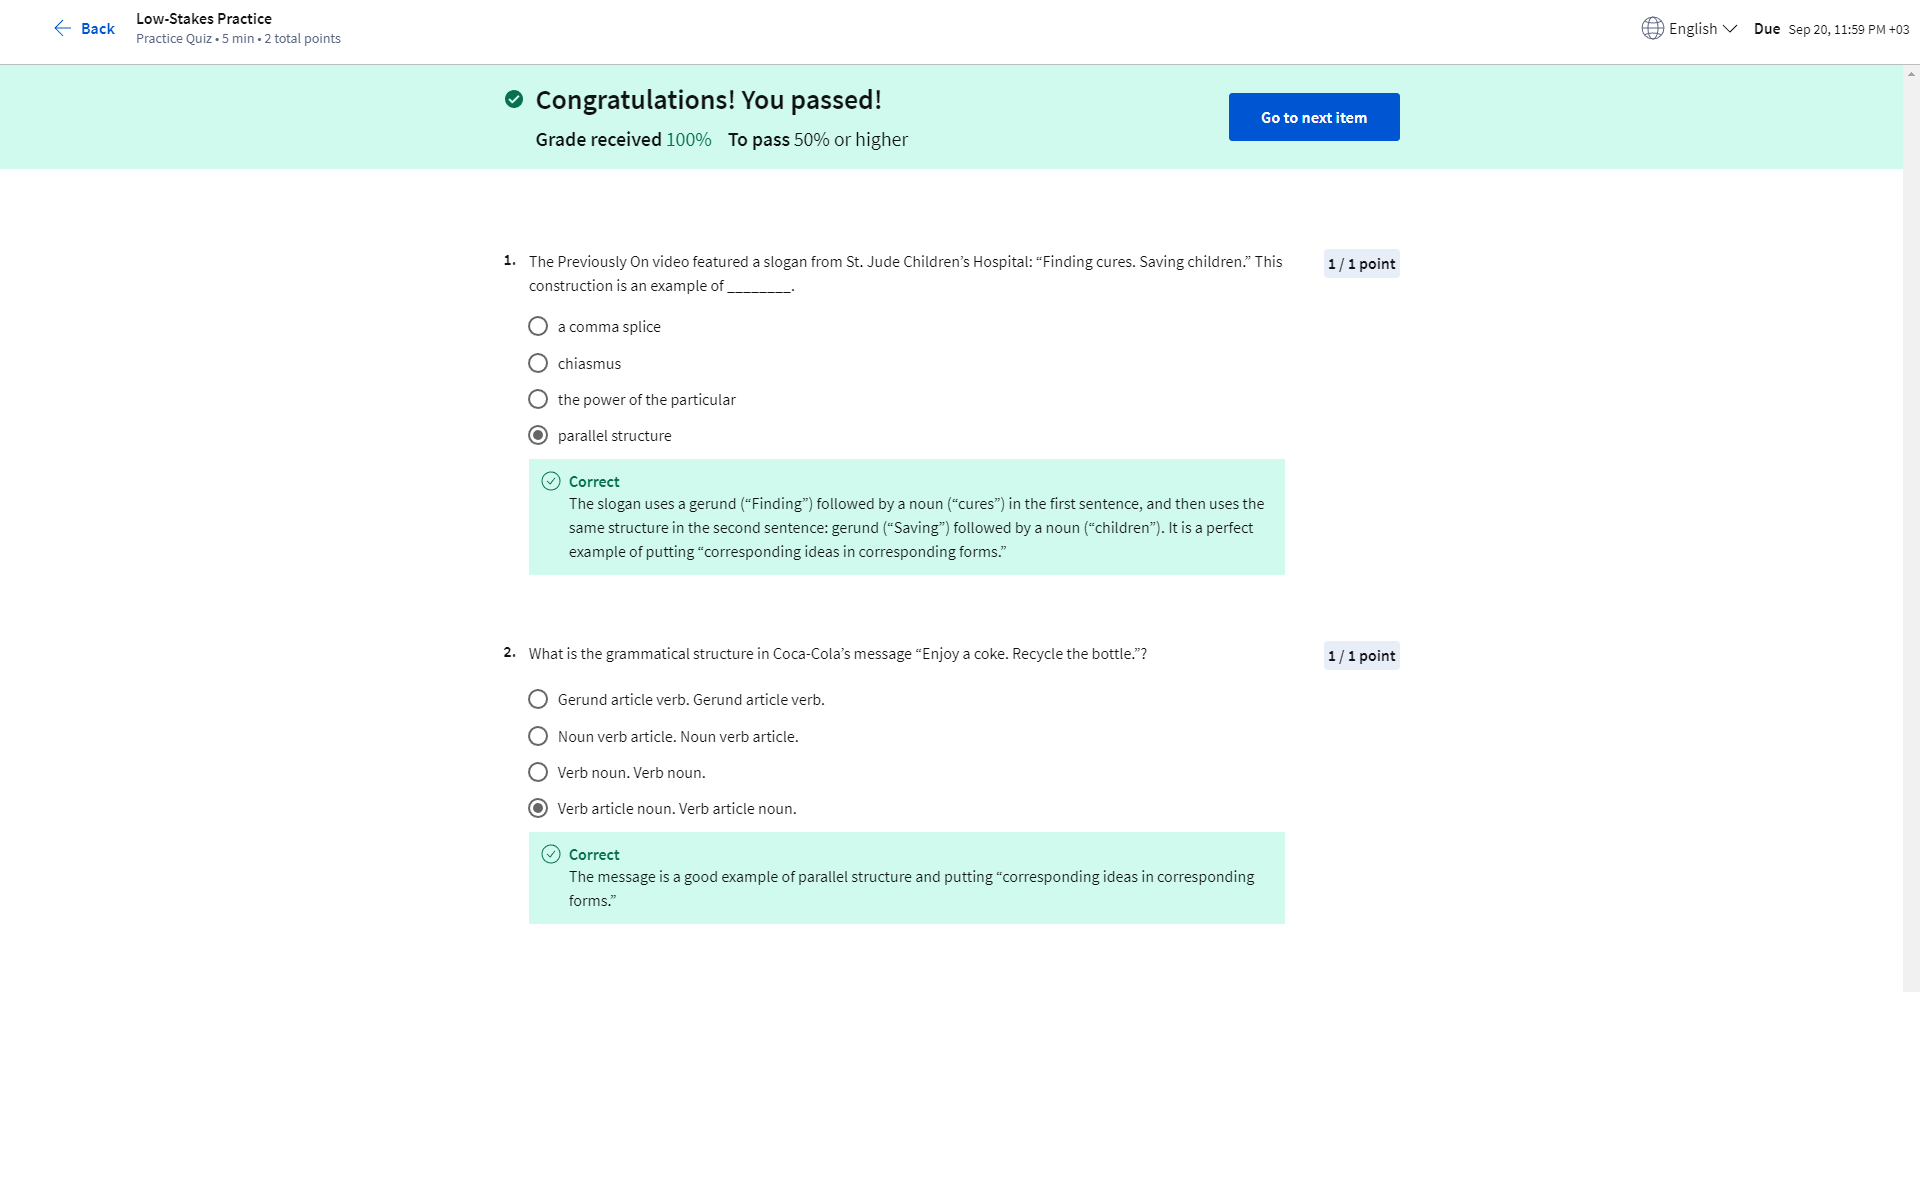 Back
Low-Stakes Practice
Practice Quiz • 5 min • 2 total points
English
Due Sep 20, 11:59 PM +03
Congratulations! You passed!
Grade received 100% To pass 50% or higher
Go to next item
1. The Previously On video featured a slogan from St. Jude Children’s Hospital: “Finding cures. Saving children.” This
construction is an example of ________.
1 / 1 point
a comma splice
chiasmus
the power of the particular
parallel structure
Correct
The slogan uses a gerund (“Finding”) followed by a noun (“cures”) in the first sentence, and then uses the
same structure in the second sentence: gerund (“Saving”) followed by a noun (“children”). It is a perfect
example of putting “corresponding ideas in corresponding forms.”
2. What is the grammatical structure in Coca-Cola’s message “Enjoy a coke. Recycle the bottle.”?
1 / 1 point
Gerund article verb. Gerund article verb.
Noun verb article. Noun verb article.
Verb noun. Verb noun.
Verb article noun. Verb article noun.
Correct
The message is a good example of parallel structure and putting “corresponding ideas in corresponding
forms.”